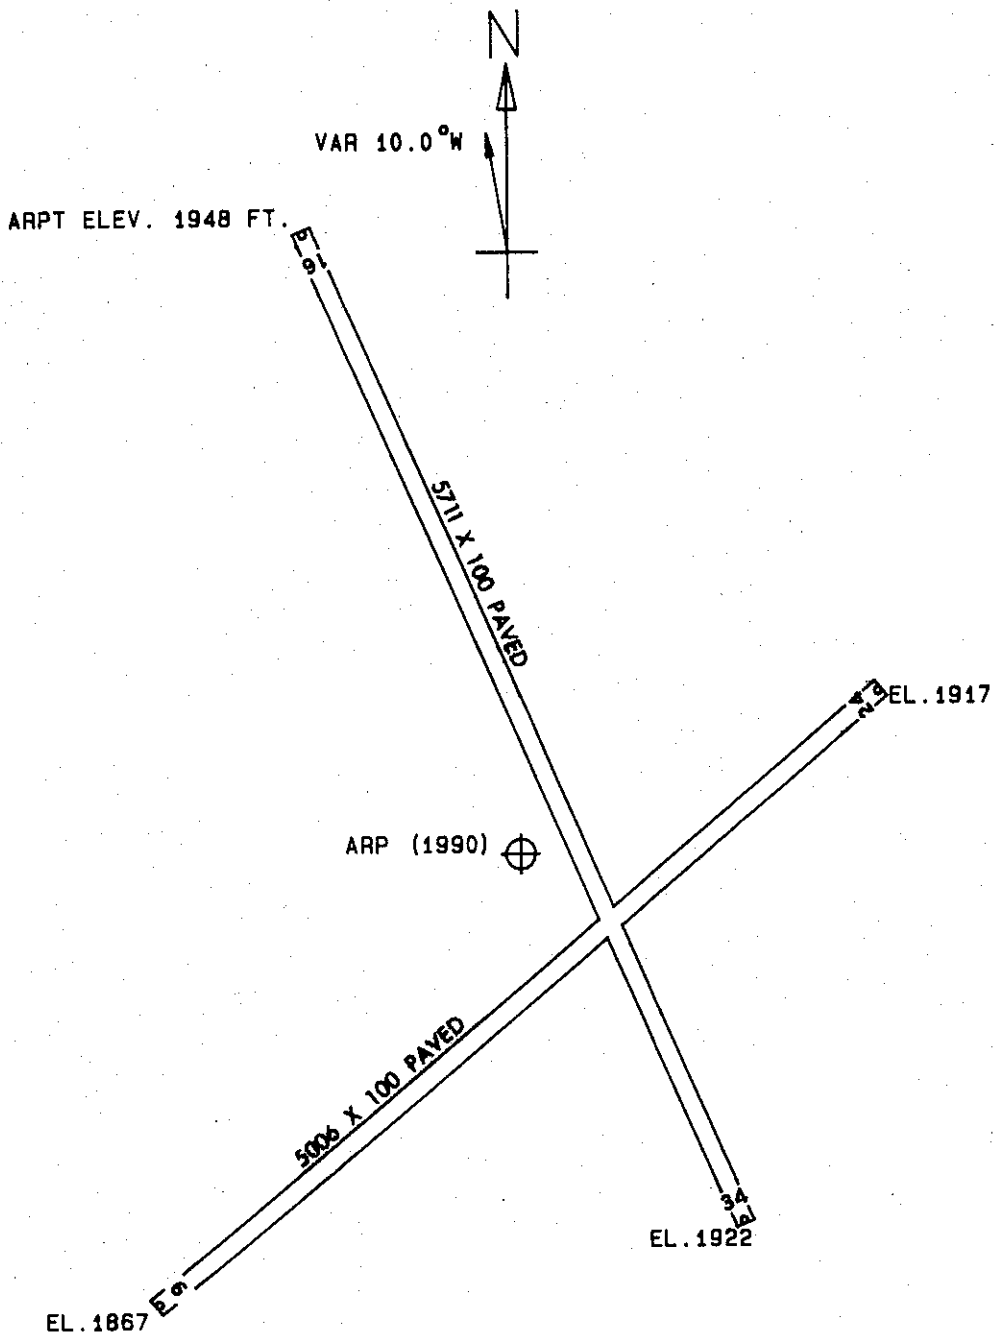 N
VAR 10.0°W
ARPT ELEV. 1948 FT.
P
16
5711 X 100 PAVED
P
24
EL.1917
ARP (1990)
5006 X 100 PAVED
34
P
EL.1922
6
P
EL.1867